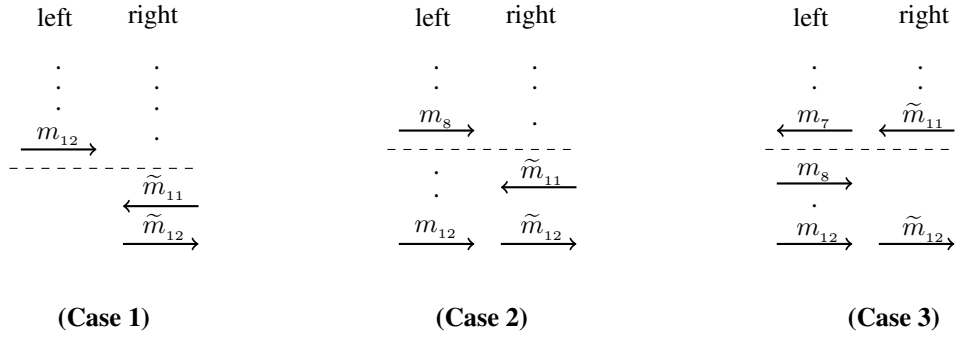 left right left right left right
m₈ m₇ m̃₁₁
m₁₂
m̃₁₁ m̃₁₁ m₈
m̃₁₂ m₁₂ m̃₁₂ m₁₂ m̃₁₂
(Case 1) (Case 2) (Case 3)